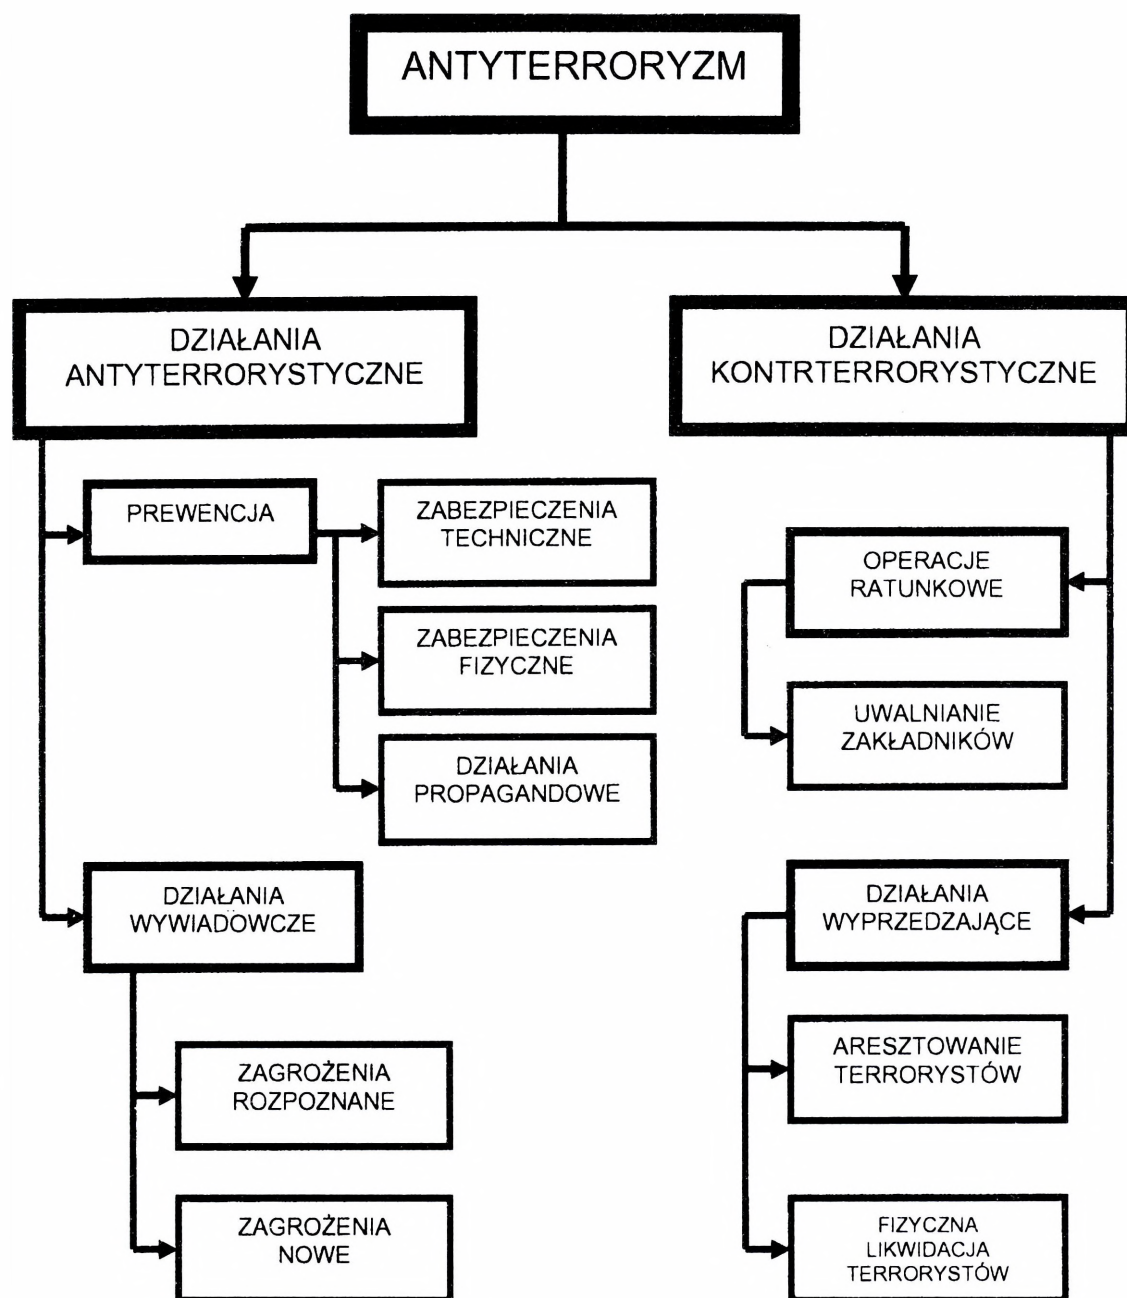 ANTYTERRORYZM
DZIAŁANIA
ANTYTERRORYSTYCZNE
DZIAŁANIA
KONTRTERRORYSTYCZNE
PREWENCJA
ZABEZPIECZENIA
TECHNICZNE
ZABEZPIECZENIA
FIZYCZNE
DZIAŁANIA
PROPAGANDOWE
DZIAŁANIA
WYWIADOWCZE
ZAGROŻENIA
ROZPOZNANE
ZAGROŻENIA
NOWE
OPERACJE
RATUNKOWE
UWALNIANIE
ZAKŁADNIKÓW
DZIAŁANIA
WYPRZEDZAJĄCE
ARESZTOWANIE
TERRORYSTÓW
FIZYCZNA
LIKWIDACJA
TERRORYSTÓW